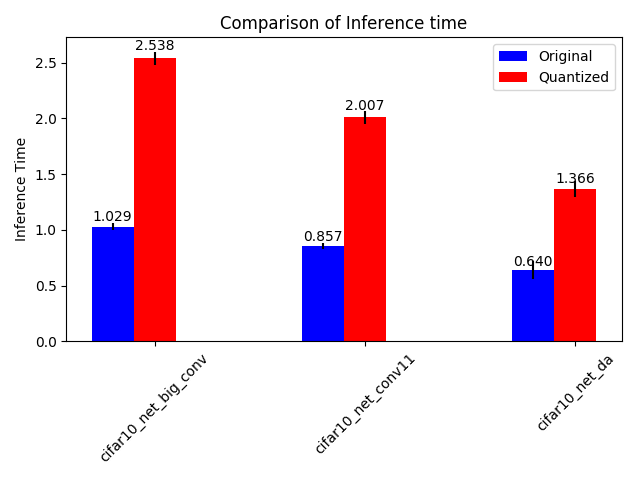 Comparison of Inference time
Original
Quantized
Inference Time
2.5
2.0
1.5
1.0
0.5
0.0
1.029
2.538
0.857
2.007
0.640
1.366
cifar10_net_big_conv
cifar10_net_conv11
cifar10_net_da